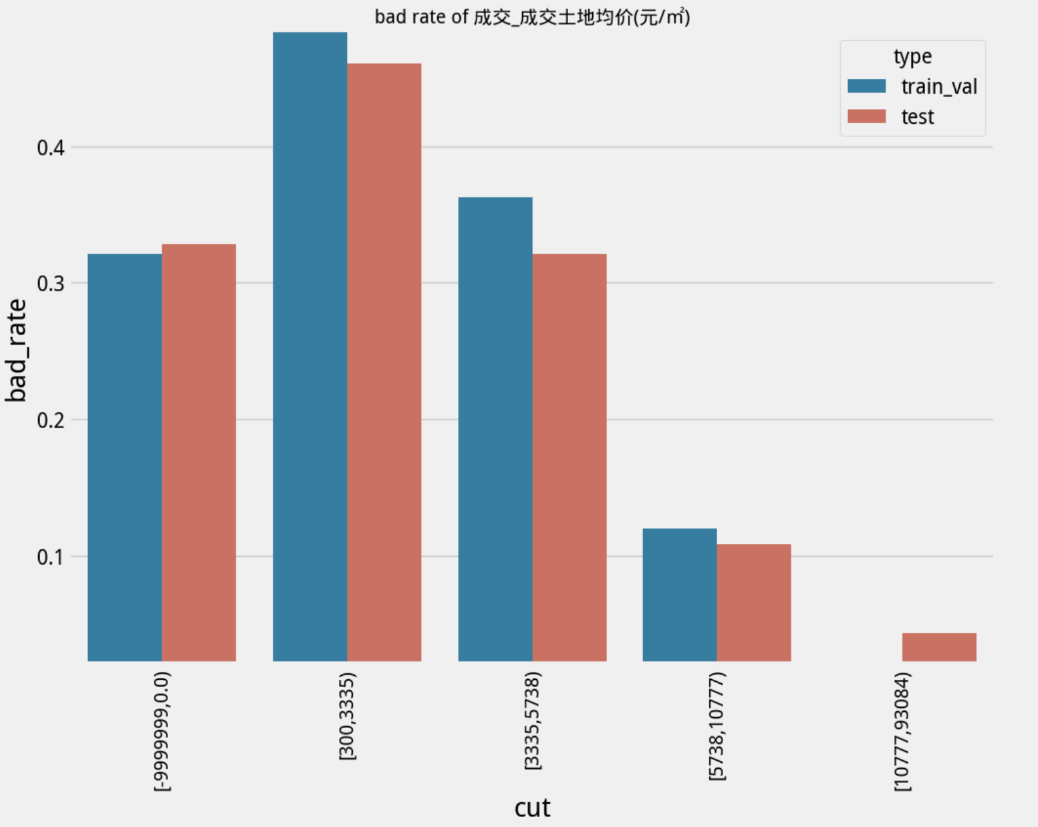 bad rate of 成交_成交土地均价(元/㎡)
type
train_val
test
0.4
0.3
0.2
0.1
bad_rate
[-9999999,0.0)
[300,3335)
[3335,5738)
[5738,10777)
[10777,93084)
cut